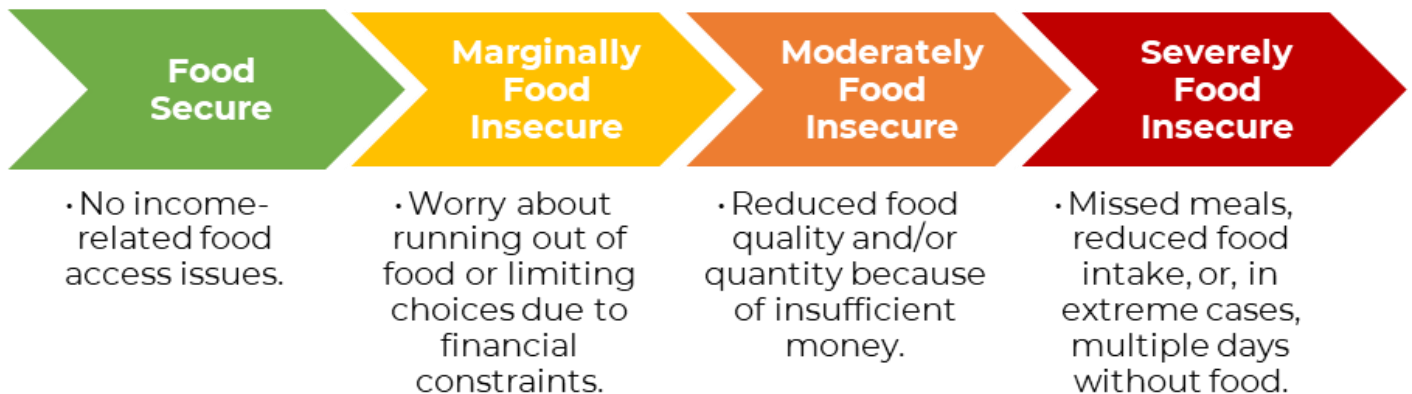 Food
Secure
Marginally
Food
Insecure
Moderately
Food
Insecure
Severely
Food
Insecure
• No income-
related food
access issues.
• Worry about
running out of
food or limiting
choices due to
financial
constraints.
• Reduced food
quality and/or
quantity because
of insufficient
money.
• Missed meals,
reduced food
intake, or, in
extreme cases,
multiple days
without food.